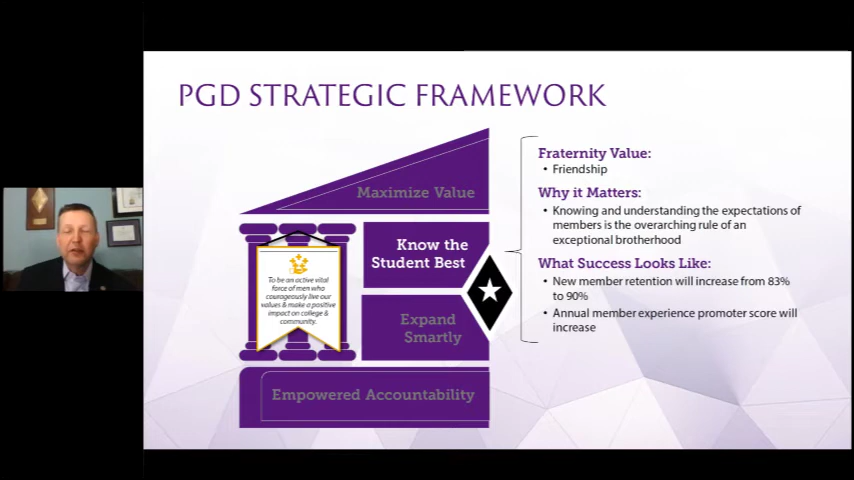 PGD STRATEGIC FRAMEWORK
Maximize Value
Know the
Student Best
Expand
Smartly
Empowered Accountability
To be an active vital
force of men who
courageously live our
values & make a positive
impact on college &
community.
Fraternity Value:
• Friendship
Why it Matters:
• Knowing and understanding the expectations of
members is the overarching rule of an
exceptional brotherhood
What Success Looks Like:
• New member retention will increase from 83%
to 90%
• Annual member experience promoter score will
increase